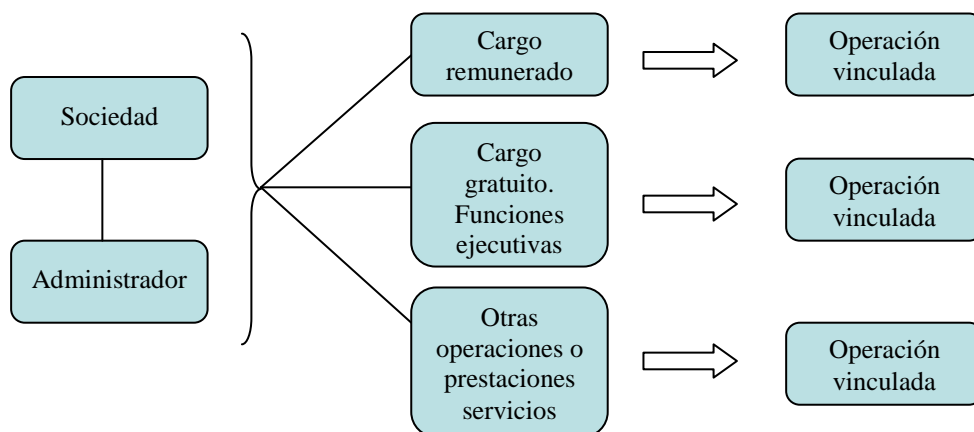 Sociedad
Administrador
Cargo
remunerado
Operación
vinculada
Cargo
gratuito.
Funciones
ejecutivas
Operación
vinculada
Otras
operaciones o
prestaciones
servicios
Operación
vinculada